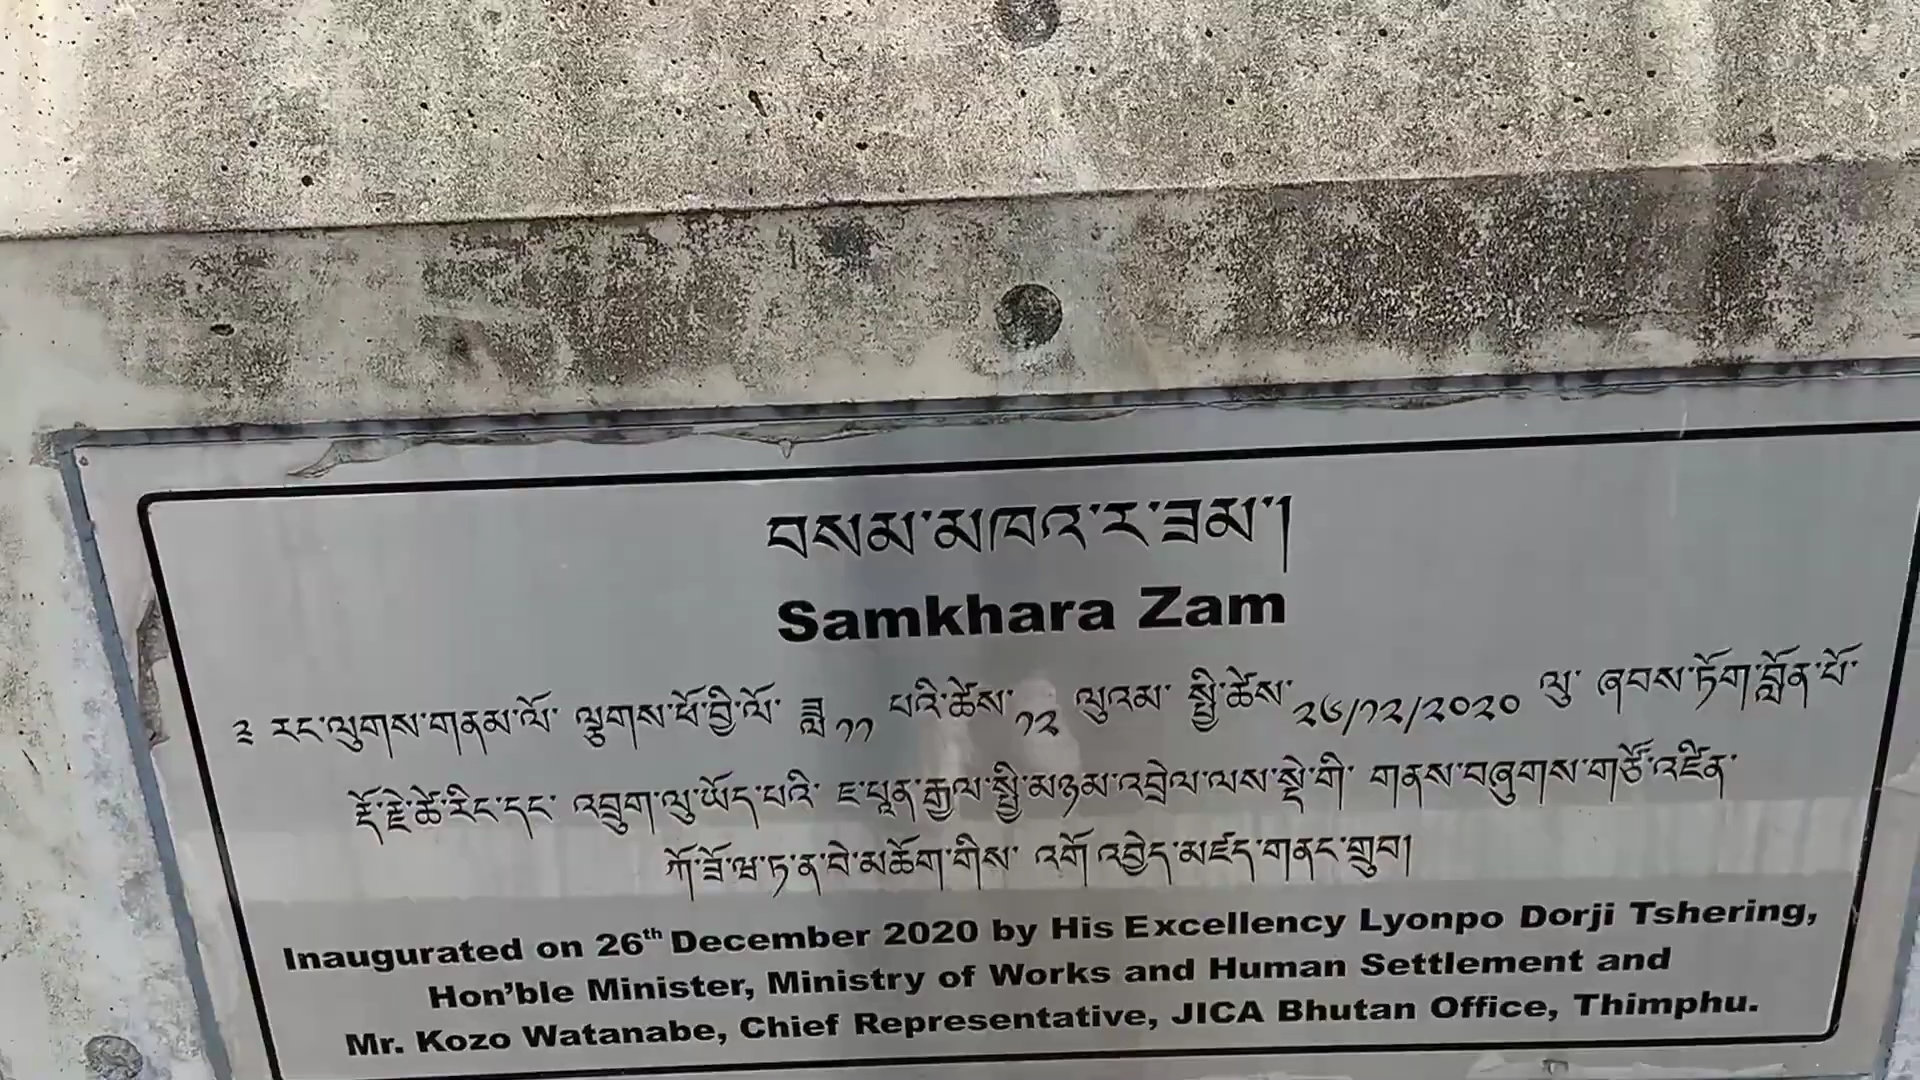 བསམ་མཁའ་ར་ཟམ།
Samkhara Zam
༉ རང་ལུགས་གནམ་ལོ་ ལྕགས་ཕོ་བྱི་ལོ་ ཟླ་༡༡ པའི་ཚེས་༡༢ ལུ་འམ་ སྤྱི་ཚེས་༢༦/༡༢/༢༠༢༠ ལུ་ ཞབས་ཏོག་བློན་པོ་
རྡོ་རྗེ་ཚེ་རིང་དང་ འབྲུག་ལུ་ཡོད་པའི་ ཇ་པཱན་རྒྱལ་སྤྱི་མཉམ་འབྲེལ་ལས་སྡེ་གི་ གནས་བཞུགས་གཙོ་འཛིན་
ཀོ་ཟོ་ཝ་ཏ་ན་བེ་མཆོག་གིས་ འགོ་འབྱེད་མཛད་གནང་གྲུབ།
Inaugurated on 26th December 2020 by His Excellency Lyonpo Dorji Tshering,
Hon'ble Minister, Ministry of Works and Human Settlement and
Mr. Kozo Watanabe, Chief Representative, JICA Bhutan Office, Thimphu.